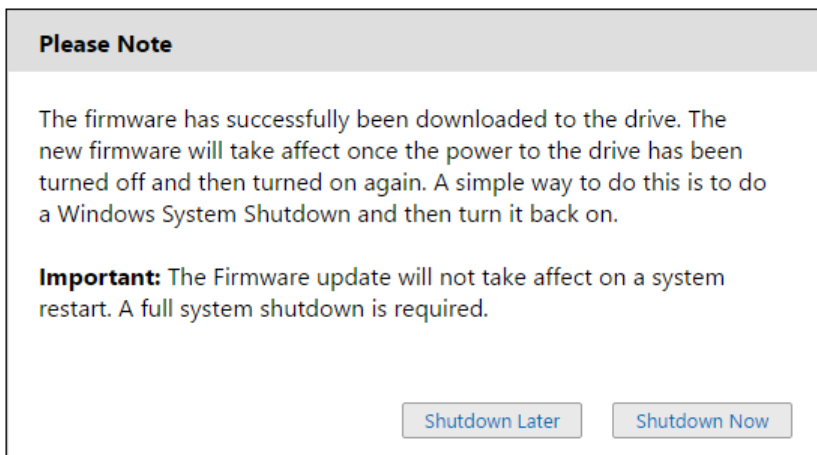 Please Note
The firmware has successfully been downloaded to the drive. The
new firmware will take affect once the power to the drive has been
turned off and then turned on again. A simple way to do this is to do
a Windows System Shutdown and then turn it back on.
Important: The Firmware update will not take affect on a system
restart. A full system shutdown is required.
Shutdown Later
Shutdown Now